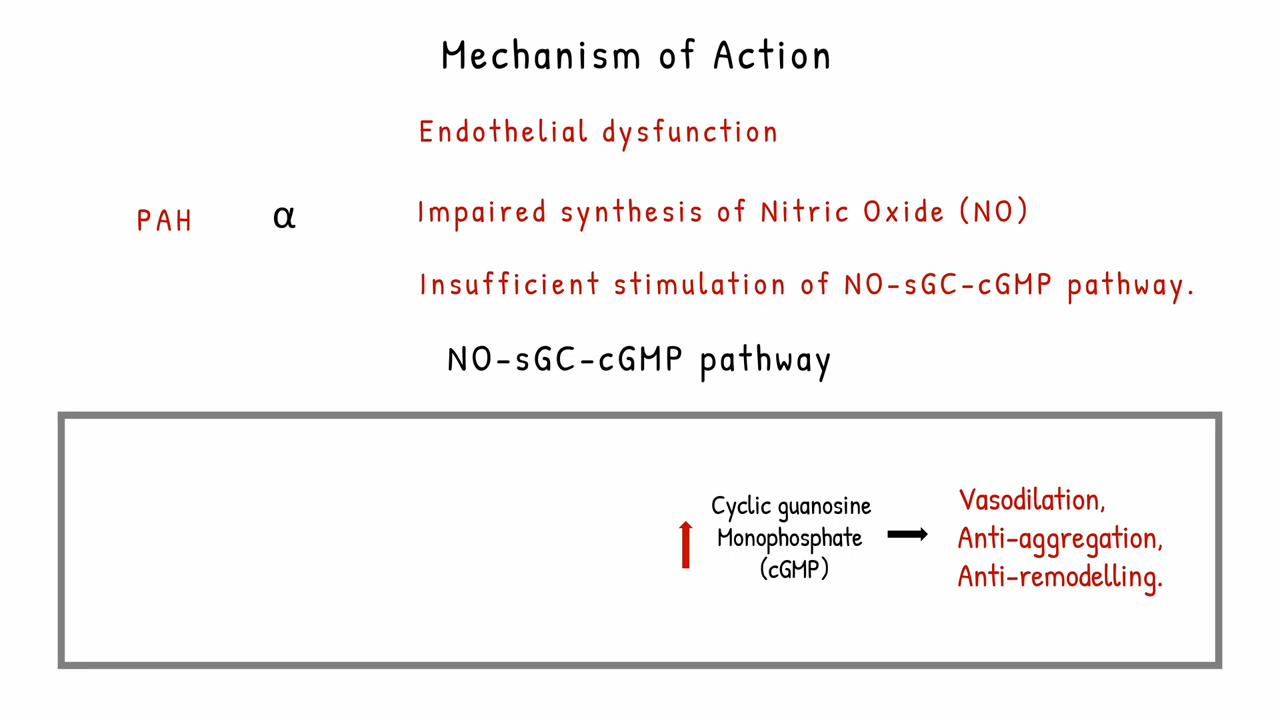 Mechanism of Action
Endothelial dysfunction
PAH α Impaired synthesis of Nitric Oxide (NO)
Insufficient stimulation of NO-sGC-cGMP pathway.
NO-sGC-cGMP pathway
Cyclic guanosine
Monophosphate
(cGMP)
Vasodilation,
Anti-aggregation,
Anti-remodelling.